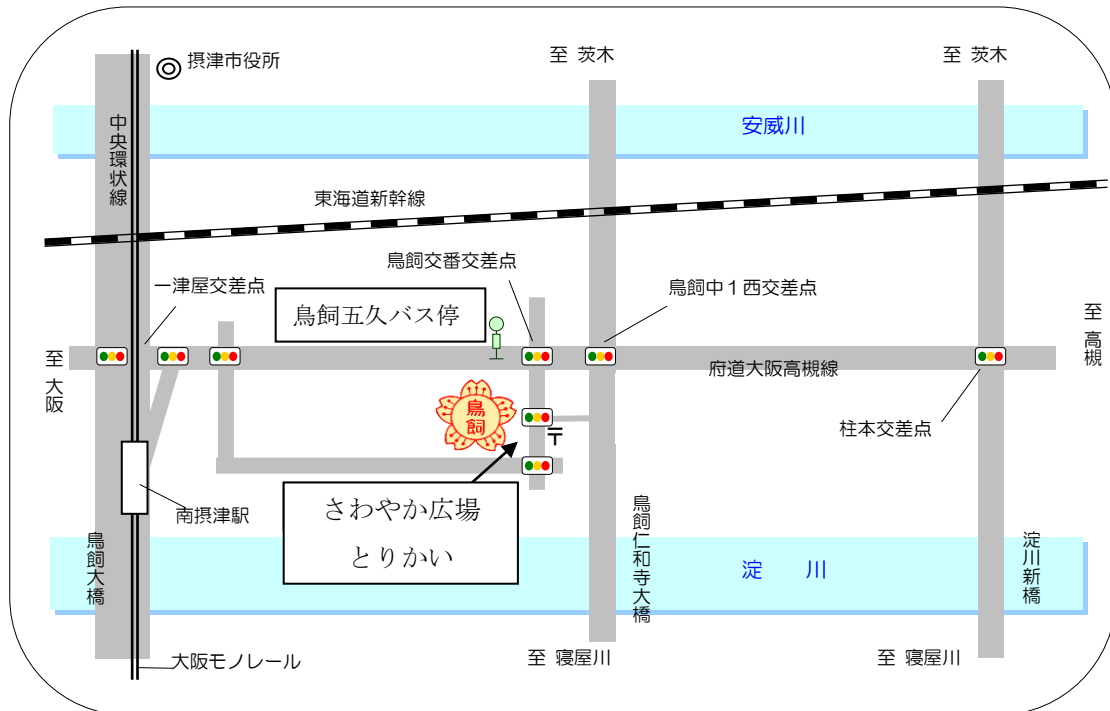 摂津市役所
至 茨木
至 茨木
中央環状線
安威川
東海道新幹線
鳥飼交番交差点
一津屋交差点
鳥飼中1西交差点
鳥飼五久バス停
至 高槻
至 大阪
府道大阪高槻線
鳥飼
柱本交差点
〒
さわやか広場
とりかい
南摂津駅
鳥飼大橋
鳥飼仁和寺大橋
淀川
淀川新橋
大阪モノレール
至 寝屋川
至 寝屋川